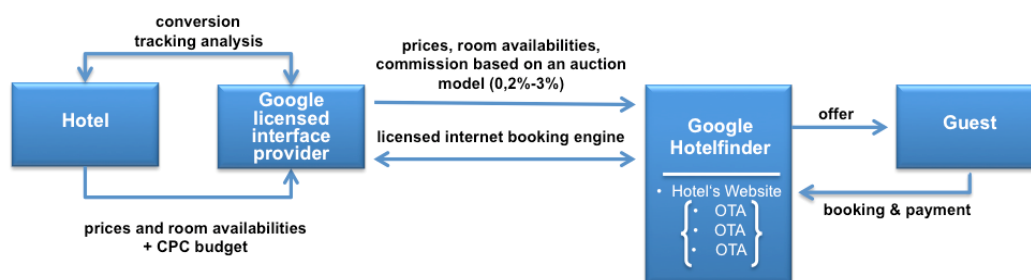 conversion
tracking analysis
prices, room availabilities,
commission based on an auction
model (0,2%-3%)
Hotel
Google
licensed
interface
provider
licensed internet booking engine
Google
Hotelfinder
• Hotel's Website
• OTA
• OTA
• OTA
offer
Guest
booking & payment
prices and room availabilities
+ CPC budget